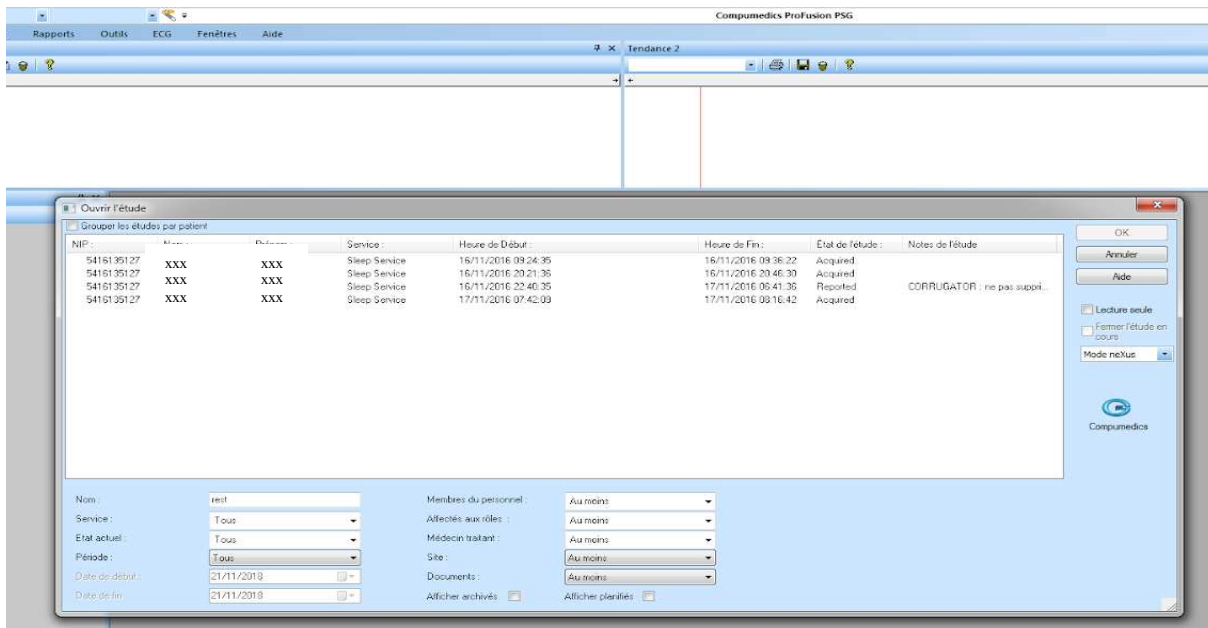 Compumedics ProFusion PSG
Rapports Outils ECG Fenêtres Aide
Tendance 2
Ouvrir l'étude
Grouper les études par patient
NIP : Service : Heure de Début : Heure de Fin : État de l'étude : Notes de l'étude
5416135127 XXX XXX Sleep Service 16/11/2016 09:24:35 16/11/2016 09:36:22 Acquired
5416135127 XXX XXX Sleep Service 16/11/2016 20:21:36 16/11/2016 20:46:30 Acquired
5416135127 Sleep Service 16/11/2016 22:40:35 17/11/2016 06:41:36 Reported CORRUGATOR : ne pas suppri...
5416135127 XXX XXX Sleep Service 17/11/2016 07:42:09 17/11/2016 08:16:42 Acquired
OK
Annuler
Aide
Lecture seule
Fermer l'étude en cours
Mode neXus
Compumedics
Nom : rest Membres du personnel : Au moins
Service : Tous Affectés aux rôles : Au moins
Etat actuel : Tous Médecin traitant : Au moins
Période : Tous Site : Au moins
Date de début : 21/11/2018 Documents : Au moins
Date de fin 21/11/2018 Afficher archivés Afficher planifiés